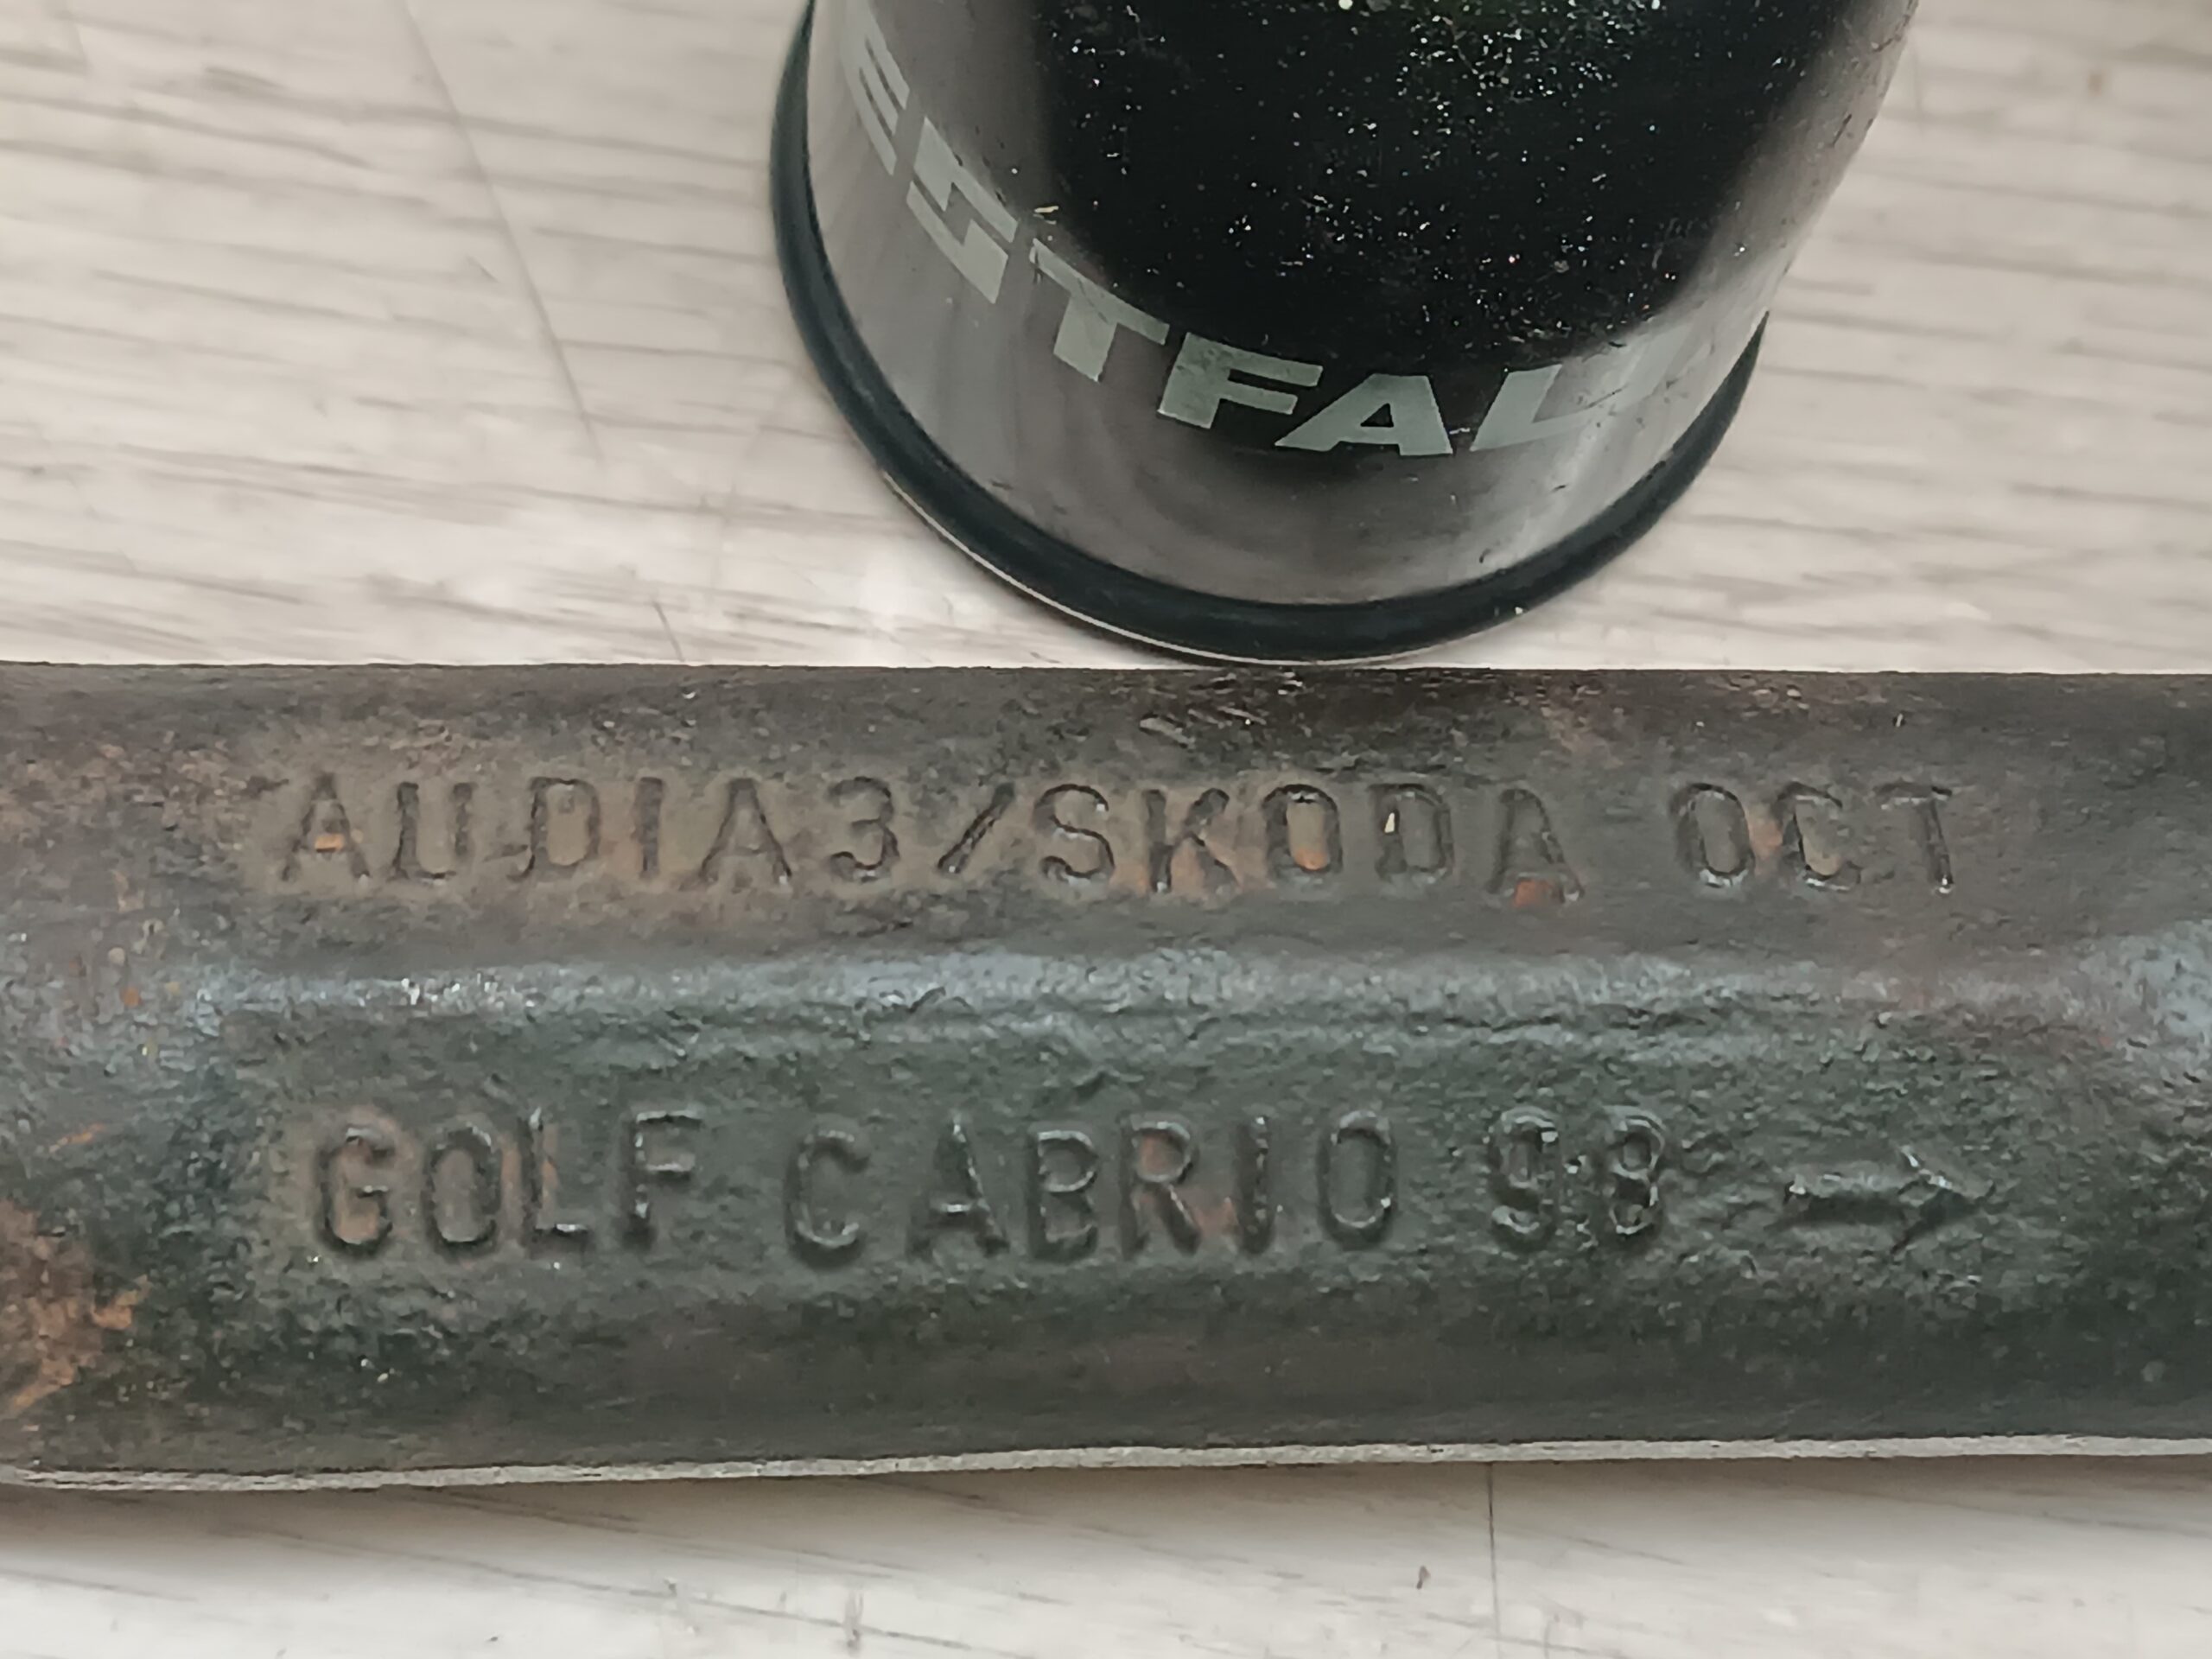 ESTFAL
AUDIA3/SKODA OCT
GOLF CABRIO 98 →